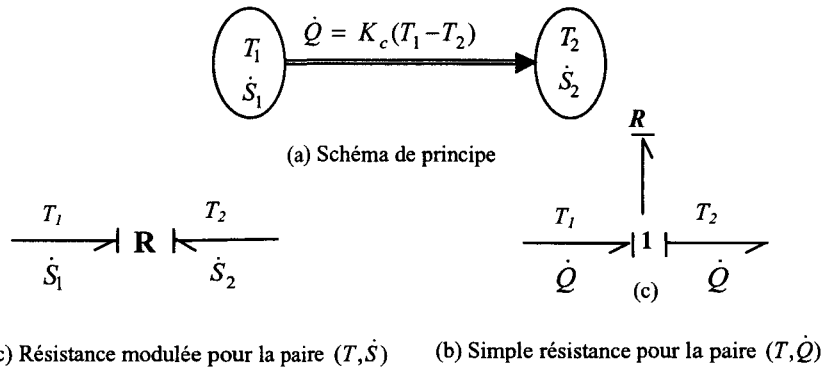 T₁ Q̇ = K_c(T₁−T₂) T₂
Ṡ₁ Ṡ₂
(a) Schéma de principe
R
T₁ T₂ T₁ T₂
R 1
Ṡ₁ Ṡ₂ Q̇ (c) Q̇
c) Résistance modulée pour la paire (T,Ṡ) (b) Simple résistance pour la paire (T,Q̇)